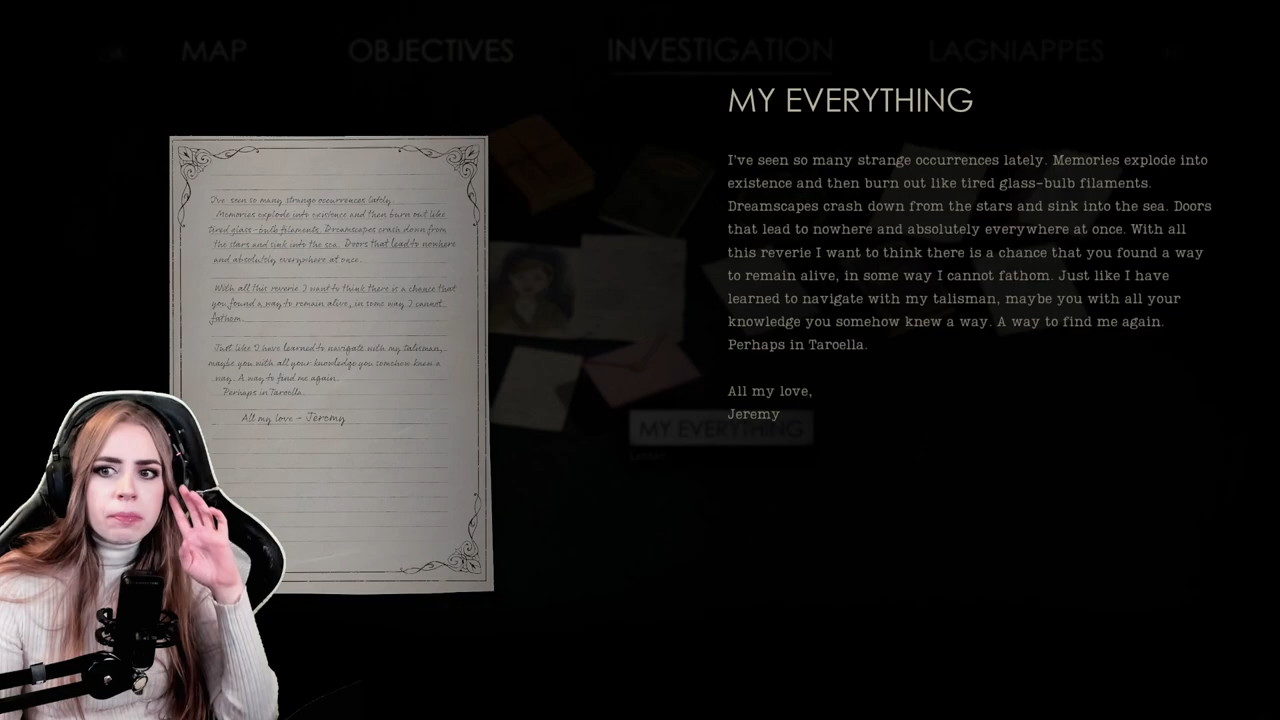 MAP
OBJECTIVES
INVESTIGATION
LAGNIAPPES
MY EVERYTHING
I've seen so many strange occurrences lately. Memories explode into
existence and then burn out like tired glass-bulb filaments.
Dreamscapes crash down from the stars and sink into the sea. Doors
that lead to nowhere and absolutely everywhere at once. With all
this reverie I want to think there is a chance that you found a way
to remain alive, in some way I cannot fathom. Just like I have
learned to navigate with my talisman, maybe you with all your
knowledge you somehow knew a way. A way to find me again.
Perhaps in Taroella.
All my love,
Jeremy
I've seen so many strange occurrences lately.
Memories explode into existence and then burn out like
tired glass-bulb filaments. Dreamscapes crash down from
the stars and sink into the sea. Doors that lead to nowhere
and absolutely everywhere at once.
With all this reverie I want to think there is a chance that
you found a way to remain alive, in some way I cannot
fathom.
Just like I have learned to navigate with my talisman,
maybe you with all your knowledge you somehow knew a
way. A way to find me again.
Perhaps in Taroella.
All my love - Jeremy
MY EVERYTHING